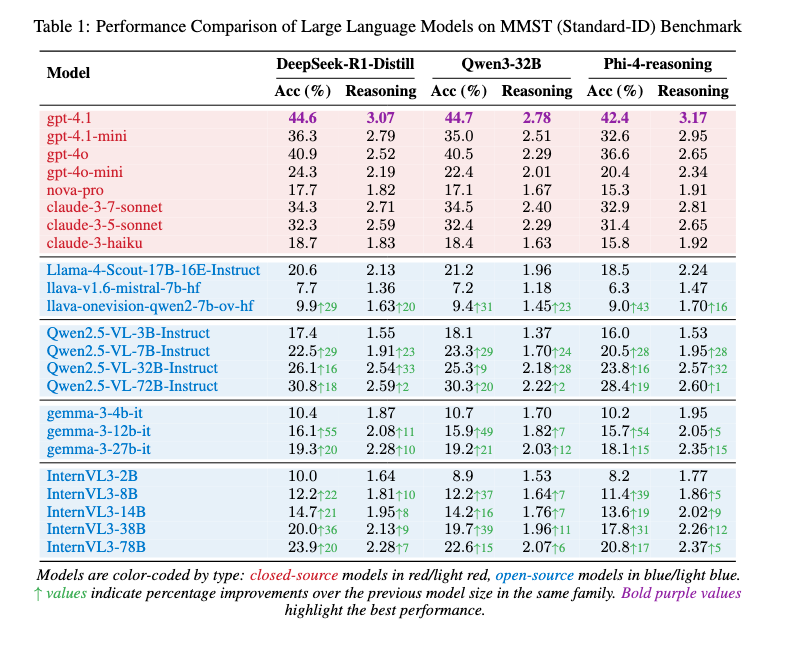 Table 1: Performance Comparison of Large Language Models on MMST (Standard-ID) Benchmark
Model DeepSeek-R1-Distill Qwen3-32B Phi-4-reasoning
Acc (%) Reasoning Acc (%) Reasoning Acc (%) Reasoning
gpt-4.1 44.6 3.07 44.7 2.78 42.4 3.17
gpt-4.1-mini 36.3 2.79 35.0 2.51 32.6 2.95
gpt-4o 40.9 2.52 40.5 2.29 36.6 2.65
gpt-4o-mini 24.3 2.19 22.4 2.01 20.4 2.34
nova-pro 17.7 1.82 17.1 1.67 15.3 1.91
claude-3-7-sonnet 34.3 2.71 34.5 2.40 32.9 2.81
claude-3-5-sonnet 32.3 2.59 32.4 2.29 31.4 2.65
claude-3-haiku 18.7 1.83 18.4 1.63 15.8 1.92
Llama-4-Scout-17B-16E-Instruct 20.6 2.13 21.2 1.96 18.5 2.24
llava-v1.6-mistral-7b-hf 7.7 1.36 7.2 1.18 6.3 1.47
llava-onevision-qwen2-7b-ov-hf 9.9↑29 1.63↑20 9.4↑31 1.45↑23 9.0↑43 1.70↑16
Qwen2.5-VL-3B-Instruct 17.4 1.55 18.1 1.37 16.0 1.53
Qwen2.5-VL-7B-Instruct 22.5↑29 1.91↑23 23.3↑29 1.70↑24 20.5↑28 1.95↑28
Qwen2.5-VL-32B-Instruct 26.1↑16 2.54↑33 25.3↑9 2.18↑28 23.8↑16 2.57↑32
Qwen2.5-VL-72B-Instruct 30.8↑18 2.59↑2 30.3↑20 2.22↑2 28.4↑19 2.60↑1
gemma-3-4b-it 10.4 1.87 10.7 1.70 10.2 1.95
gemma-3-12b-it 16.1↑55 2.08↑11 15.9↑49 1.82↑7 15.7↑54 2.05↑5
gemma-3-27b-it 19.3↑20 2.28↑10 19.2↑21 2.03↑12 18.1↑15 2.35↑15
InternVL3-2B 10.0 1.64 8.9 1.53 8.2 1.77
InternVL3-8B 12.2↑22 1.81↑10 12.2↑37 1.64↑7 11.4↑39 1.86↑5
InternVL3-14B 14.7↑21 1.95↑8 14.2↑16 1.76↑7 13.6↑19 2.02↑9
InternVL3-38B 20.0↑36 2.13↑9 19.7↑39 1.96↑11 17.8↑31 2.26↑12
InternVL3-78B 23.9↑20 2.28↑7 22.6↑15 2.07↑6 20.8↑17 2.37↑5
Models are color-coded by type: closed-source models in red/light red, open-source models in blue/light blue.
↑ values indicate percentage improvements over the previous model size in the same family. Bold purple values
highlight the best performance.